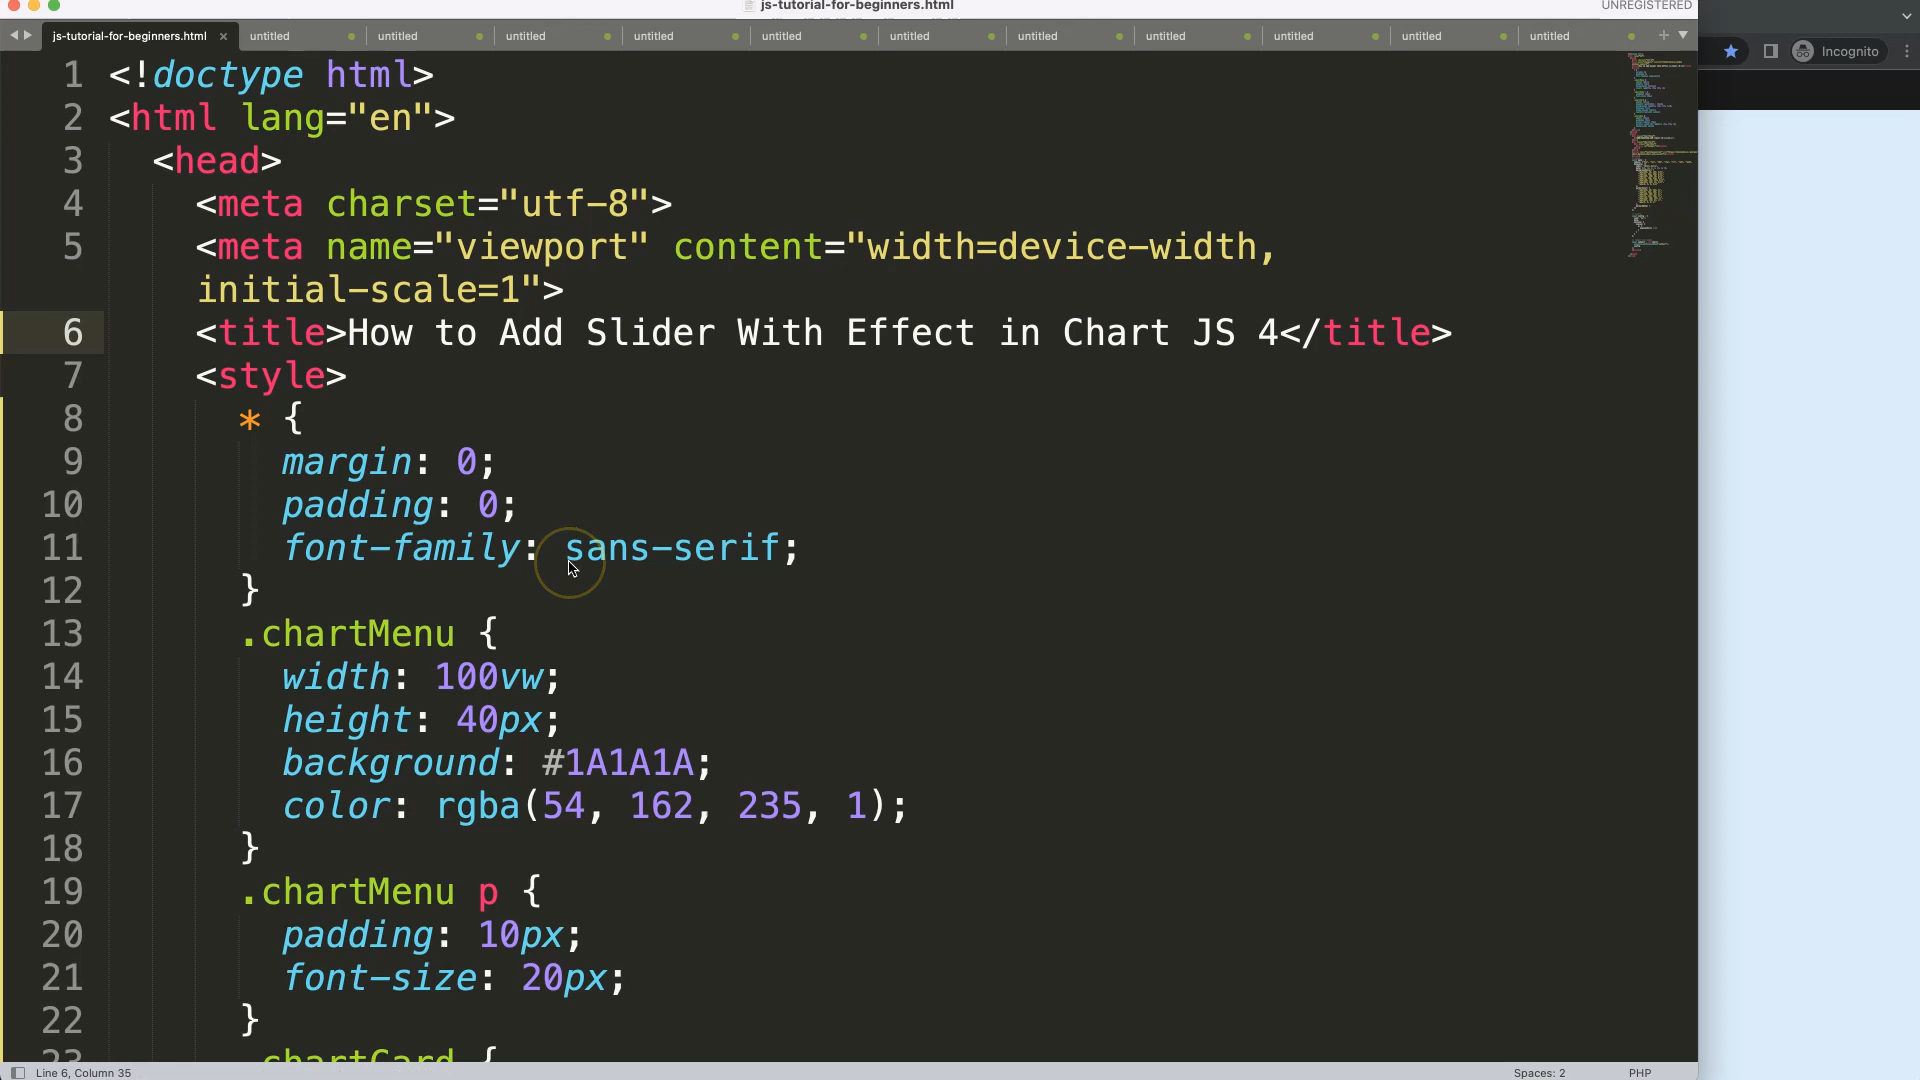 js-tutorial-for-beginners.html
UNREGISTERED
js-tutorial-for-beginners.html × untitled untitled untitled untitled untitled untitled untitled untitled untitled untitled untitled
Incognito
1 <!doctype html>
2 <html lang="en">
3 <head>
4 <meta charset="utf-8">
5 <meta name="viewport" content="width=device-width,
initial-scale=1">
6 <title>How to Add Slider With Effect in Chart JS 4</title>
7 <style>
8 * {
9 margin: 0;
10 padding: 0;
11 font-family: sans-serif;
12 }
13 .chartMenu {
14 width: 100vw;
15 height: 40px;
16 background: #1A1A1A;
17 color: rgba(54, 162, 235, 1);
18 }
19 .chartMenu p {
20 padding: 10px;
21 font-size: 20px;
22 }
23 .chartCard {
Line 6, Column 35
Spaces: 2
PHP